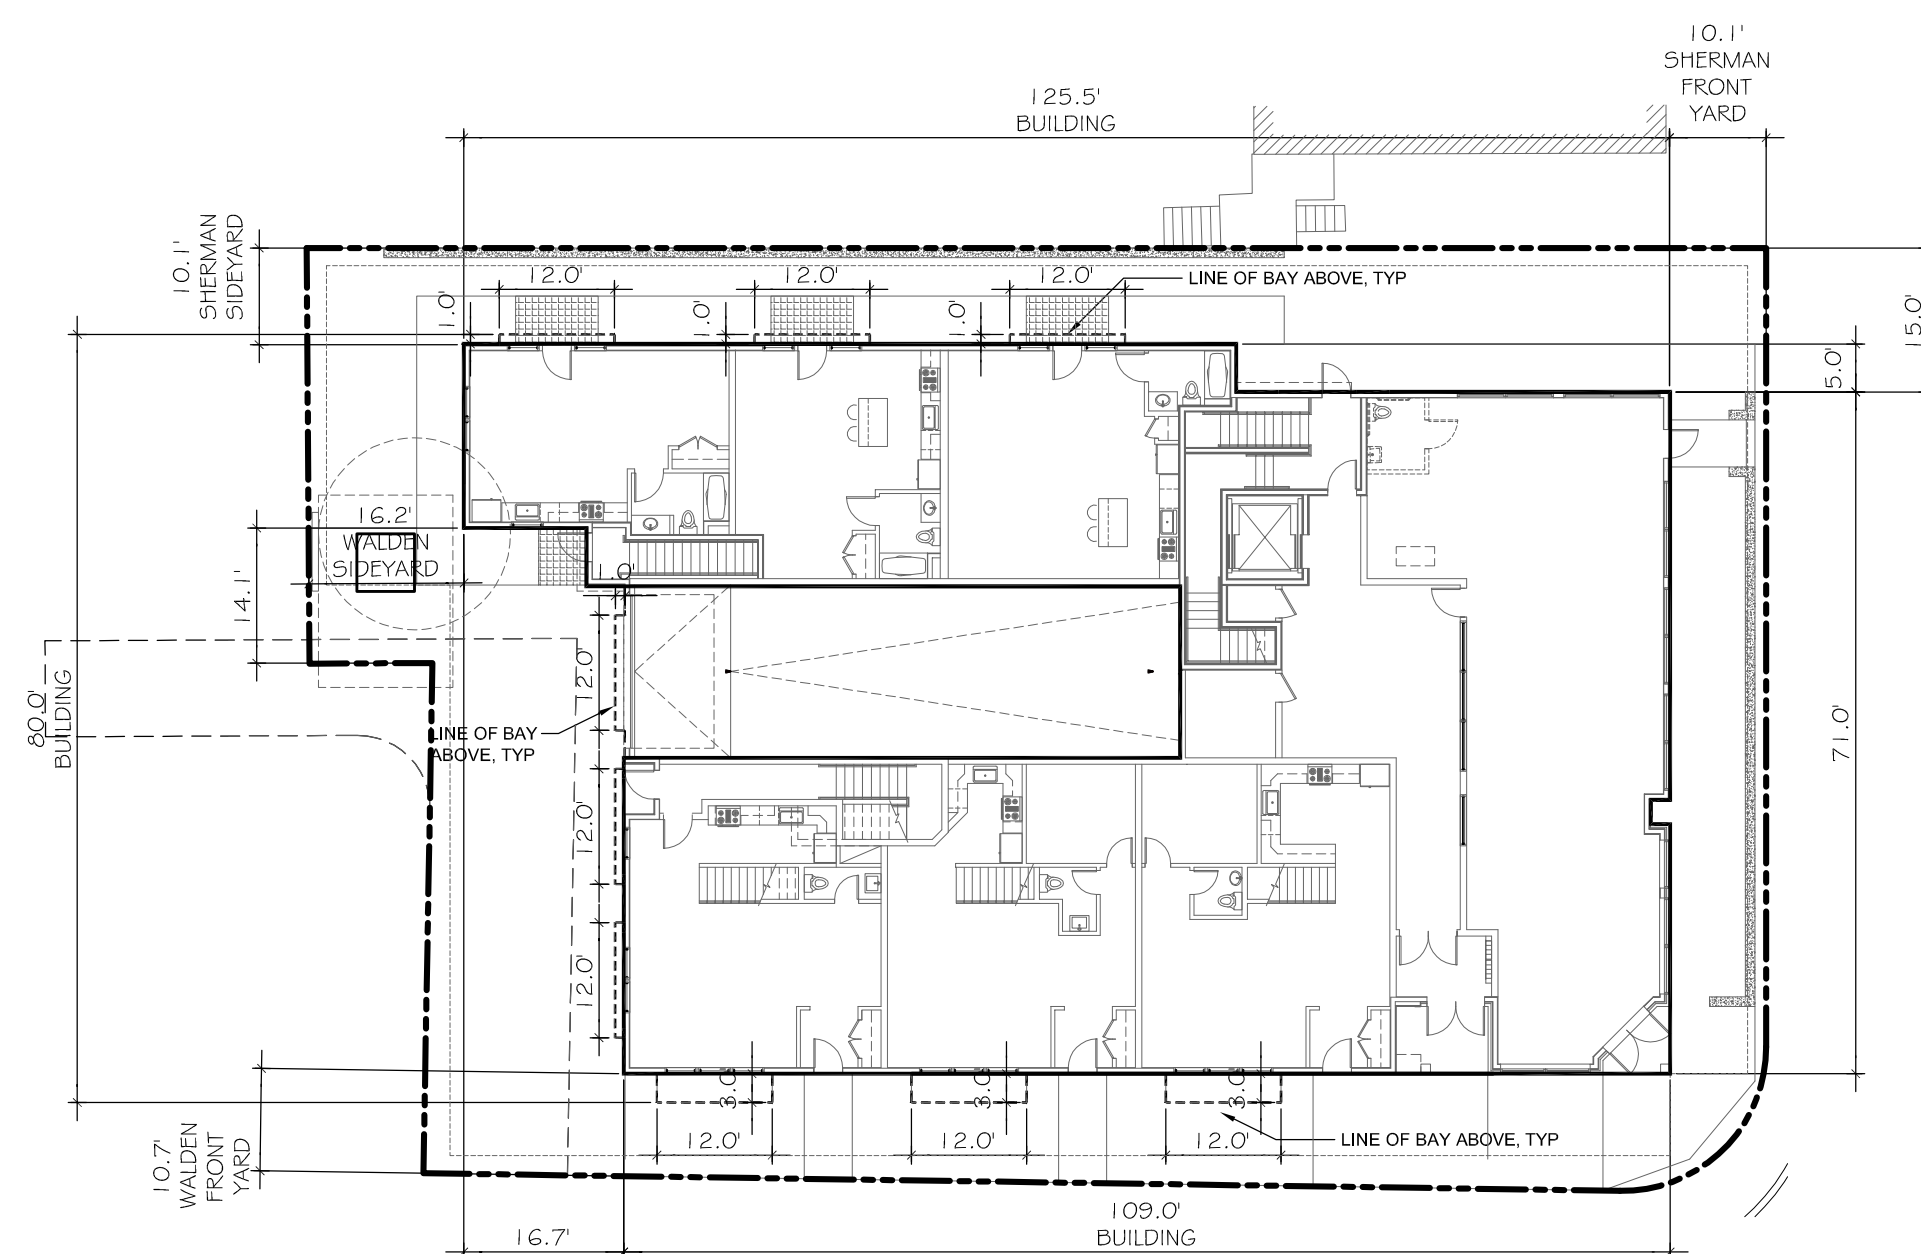 10.1'
SHERMAN
FRONT
YARD
125.5'
BUILDING
10.1'
SHERMAN
SIDEYARD
12.0'
12.0'
12.0'
LINE OF BAY ABOVE, TYP
1.0'
1.0'
1.0'
15.0'
5.0'
16.2'
WALDEN
SIDEYARD
14.1'
1.0'
80.0'
BUILDING
12.0'
LINE OF BAY
ABOVE, TYP
71.0'
12.0'
12.0'
3.0'
3.0'
3.0'
10.7'
WALDEN
FRONT
YARD
12.0'
12.0'
12.0'
LINE OF BAY ABOVE, TYP
16.7'
109.0'
BUILDING